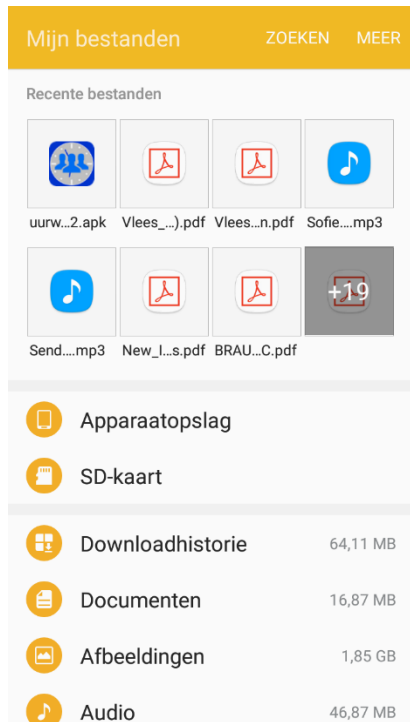 Mijn bestanden ZOEKEN MEER
Recente bestanden
uurw...2.apk Vlees_...).pdf Vlees...n.pdf Sofie....mp3
+19
Send....mp3 New_I...s.pdf BRAU...C.pdf
Apparaatopslag
SD-kaart
Downloadhistorie 64,11 MB
Documenten 16,87 MB
Afbeeldingen 1,85 GB
Audio 46,87 MB